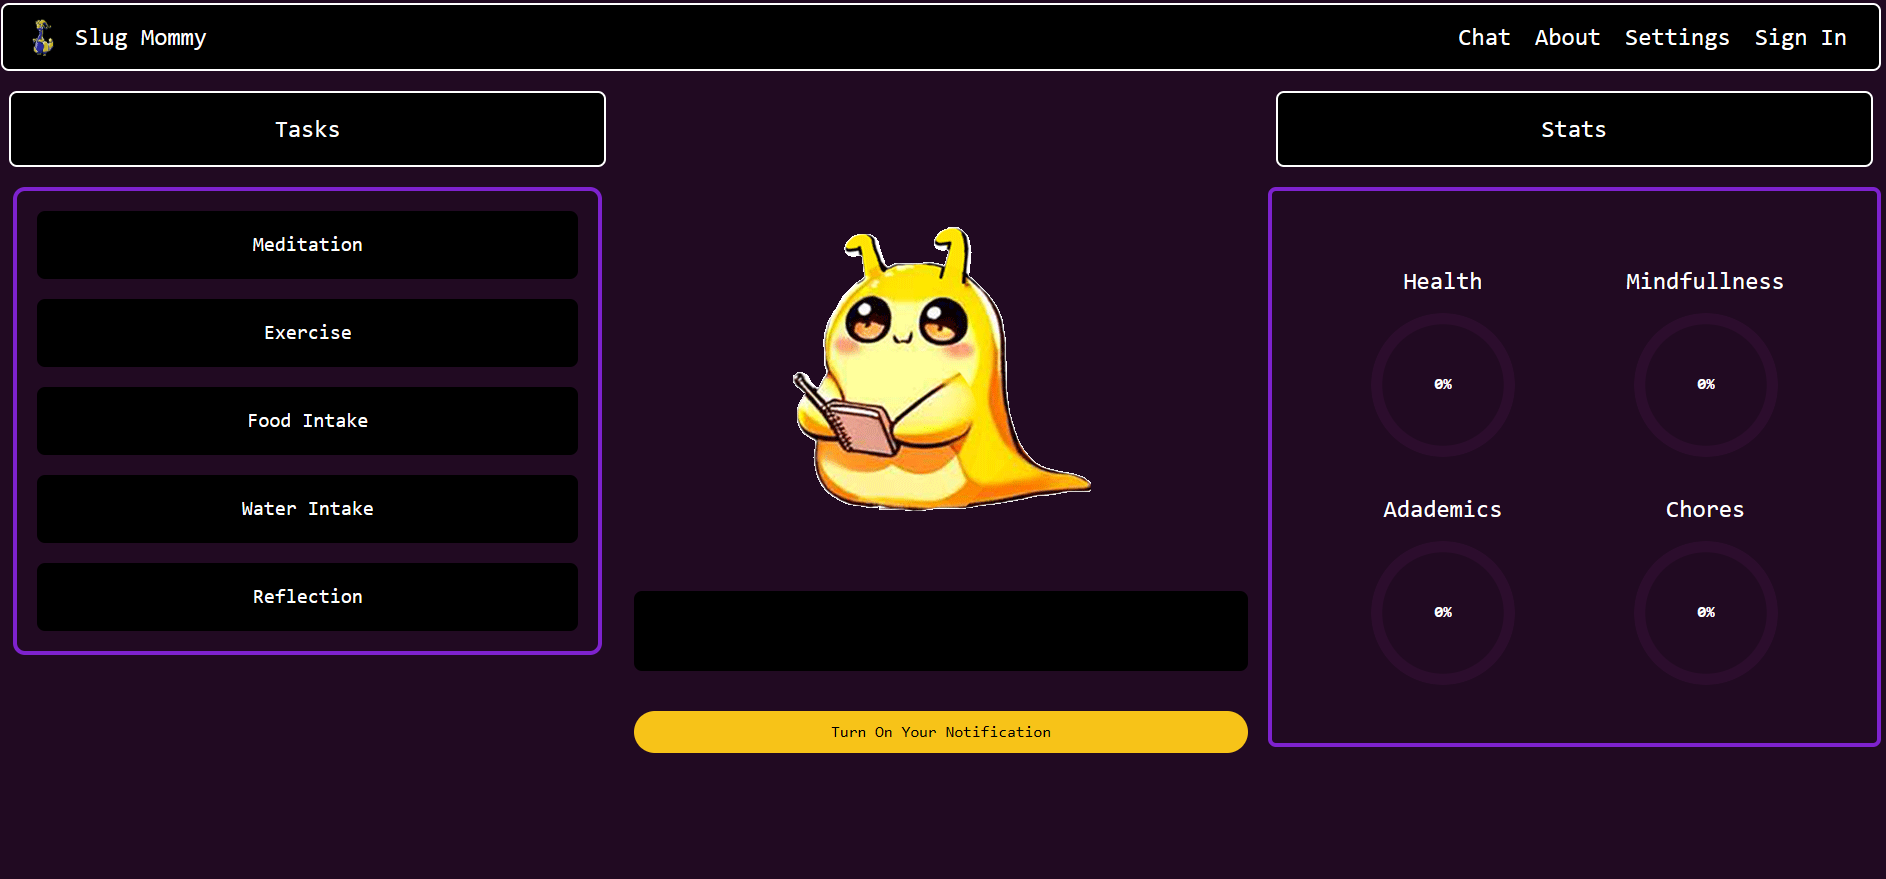 Slug Mommy
Chat
About
Settings
Sign In
Tasks
Meditation
Exercise
Food Intake
Water Intake
Reflection
Turn On Your Notification
Stats
Health
Mindfullness
0%
0%
Adademics
Chores
0%
0%